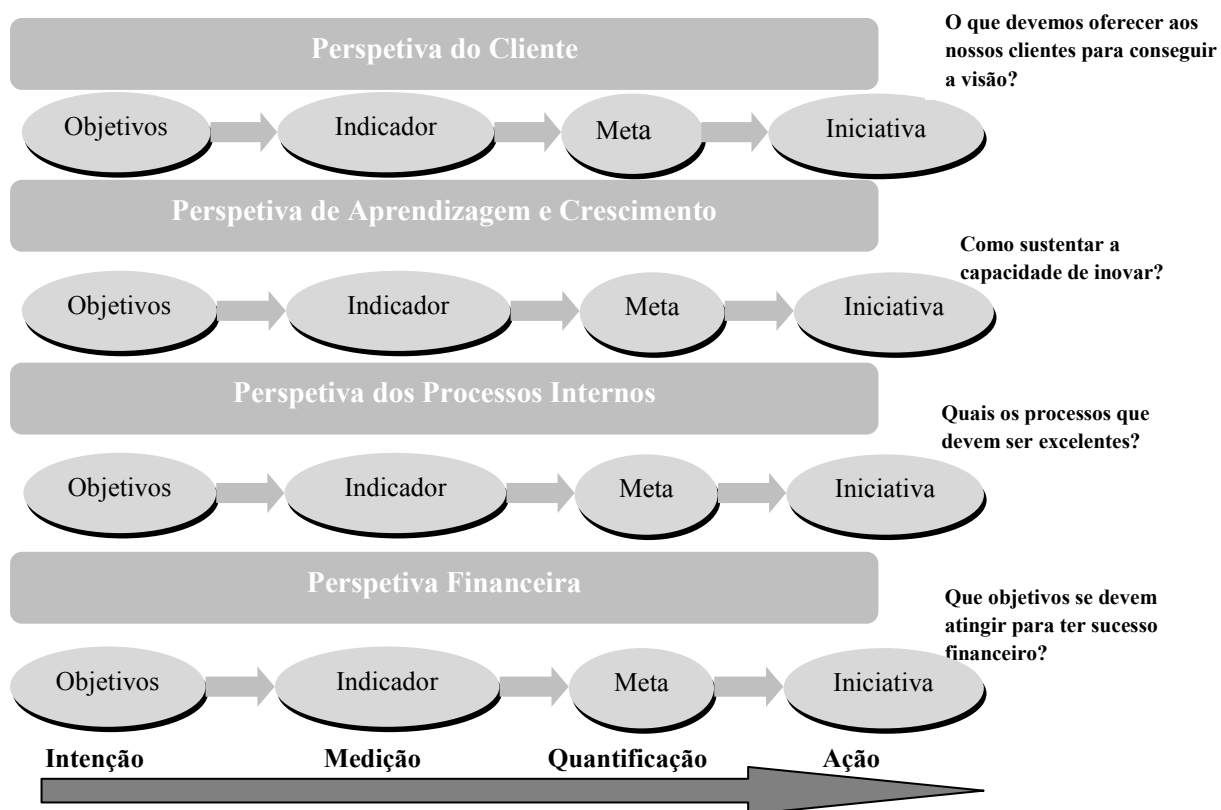 Perspetiva do Cliente
O que devemos oferecer aos
nossos clientes para conseguir
a visão?
Objetivos
Indicador
Meta
Iniciativa
Perspetiva de Aprendizagem e Crescimento
Como sustentar a
capacidade de inovar?
Objetivos
Indicador
Meta
Iniciativa
Perspetiva dos Processos Internos
Quais os processos que
devem ser excelentes?
Objetivos
Indicador
Meta
Iniciativa
Perspetiva Financeira
Que objetivos se devem
atingir para ter sucesso
financeiro?
Objetivos
Indicador
Meta
Iniciativa
Intenção
Medição
Quantificação
Ação